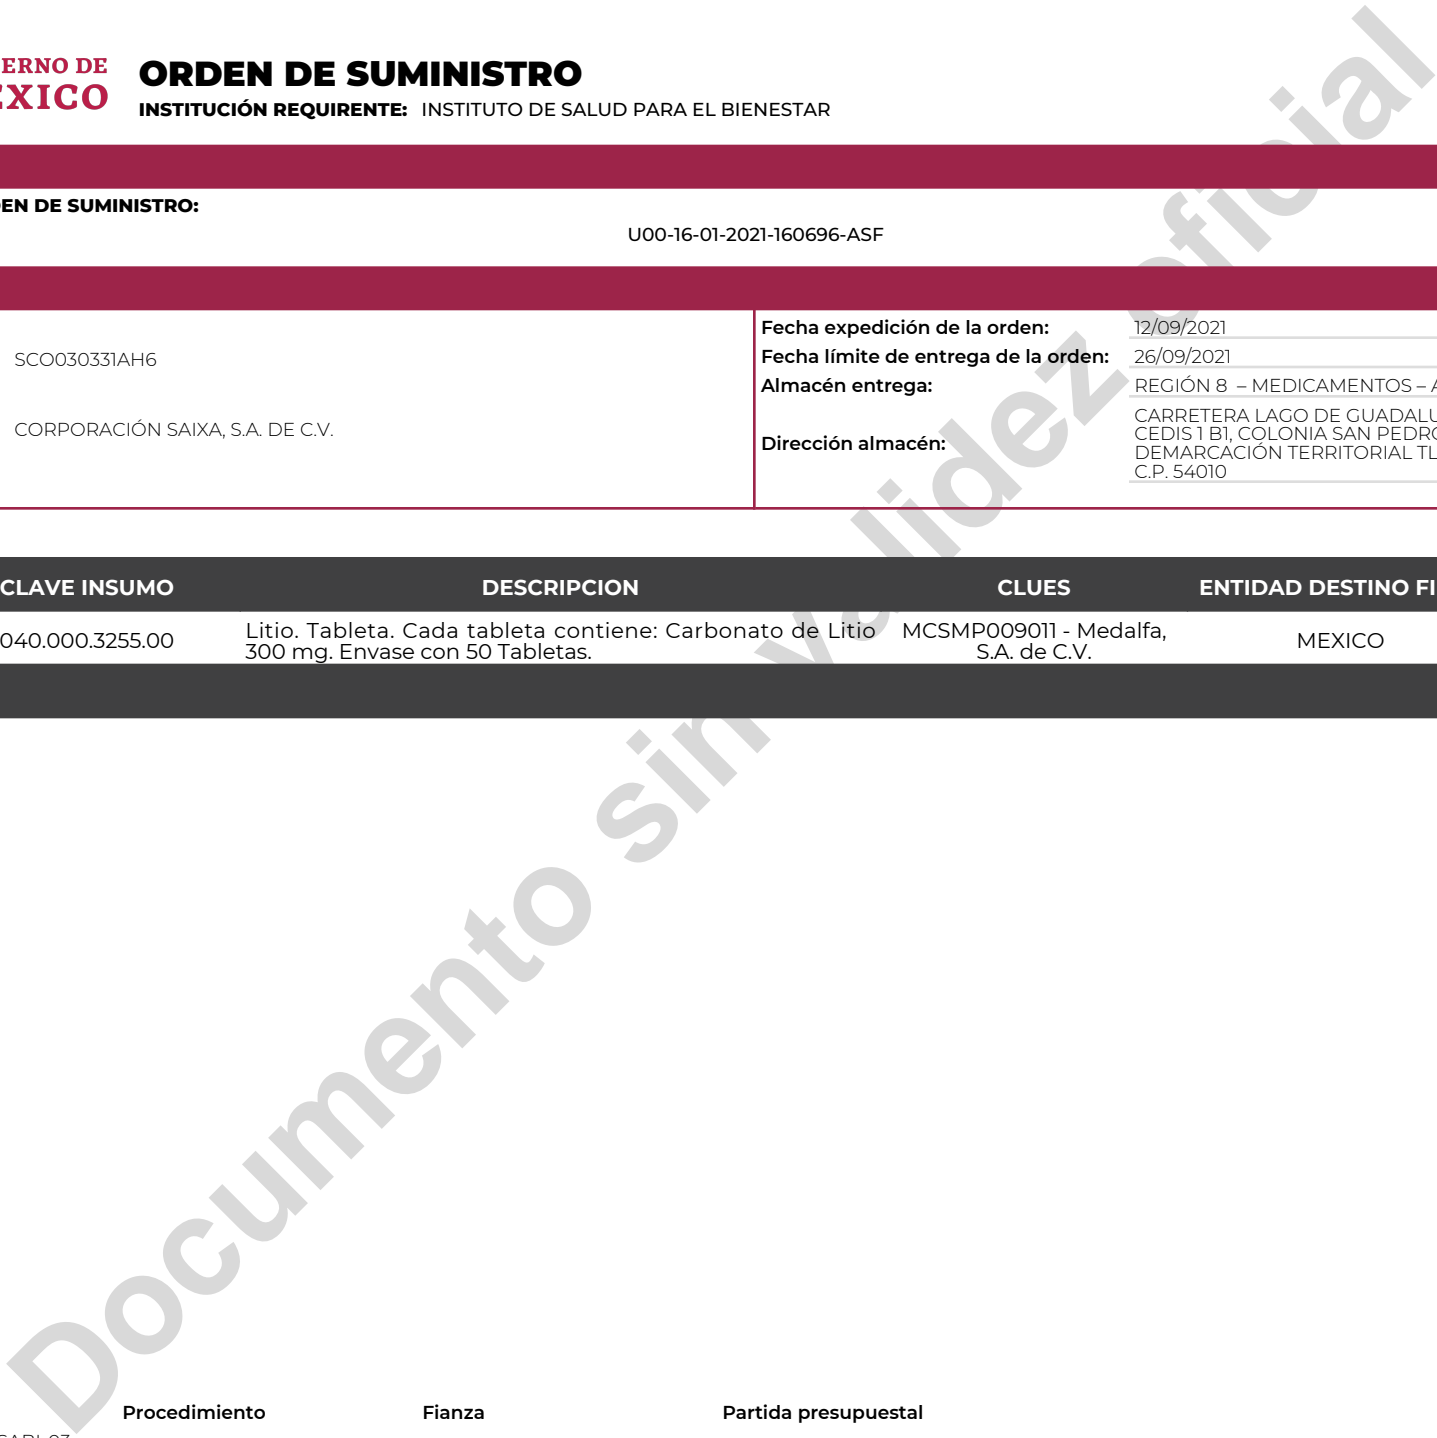 ERNO DE
EXICO
ORDEN DE SUMINISTRO
INSTITUCIÓN REQUIRENTE: INSTITUTO DE SALUD PARA EL BIENESTAR
EN DE SUMINISTRO:
U00-16-01-2021-160696-ASF
SCO030331AH6
CORPORACIÓN SAIXA, S.A. DE C.V.
Fecha expedición de la orden: 12/09/2021
Fecha límite de entrega de la orden: 26/09/2021
Almacén entrega: REGIÓN 8 – MEDICAMENTOS – A
Dirección almacén:
CARRETERA LAGO DE GUADALU
CEDIS 1 B1, COLONIA SAN PEDRO
DEMARCACIÓN TERRITORIAL TL
C.P. 54010
CLAVE INSUMO DESCRIPCION CLUES ENTIDAD DESTINO FI
040.000.3255.00
Litio. Tableta. Cada tableta contiene: Carbonato de Litio
300 mg. Envase con 50 Tabletas.
MCSMP009011 - Medalfa,
S.A. de C.V.
MEXICO
Documento sin validez oficial
Procedimiento Fianza Partida presupuestal